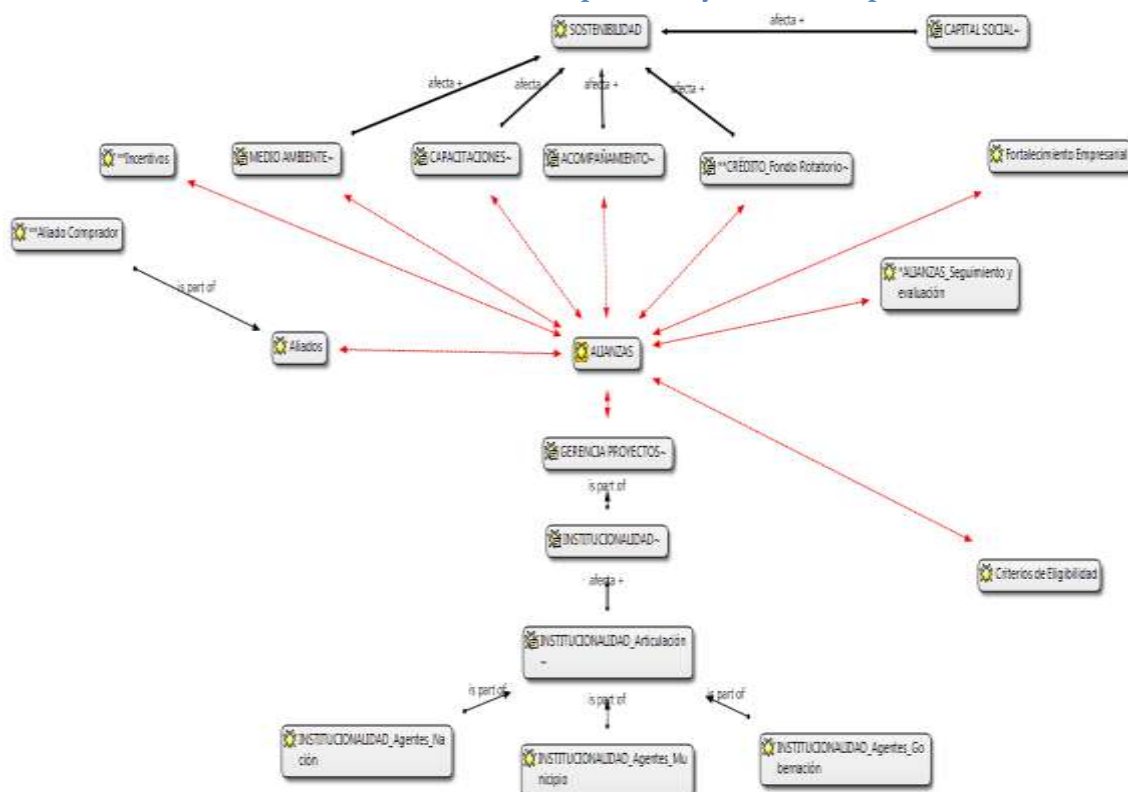 SOSTENIBILIDAD
afecta +
CAPITAL SOCIAL~
afecta +
afecta +
afecta +
afecta +
**Incentivos
MEDIO AMBIENTE~
CAPACITACIONES~
ACOMPAÑAMIENTO~
**CRÉDITO_Fondo Rotatorio~
Fortalecimiento Empresarial
**Aliado Comprador
is part of
*ALIANZAS_Seguimiento y
evaluación
Aliados
ALIANZAS
GERENCIA PROYECTOS~
is part of
INSTITUCIONALIDAD~
afecta +
Criterios de Eligibilidad
INSTITUCIONALIDAD_Articulación
~
is part of
is part of
is part of
INSTITUCIONALIDAD_Agentes_Na
ción
INSTITUCIONALIDAD_Agentes_Mu
nicipio
INSTITUCIONALIDAD_Agentes_Go
bernación